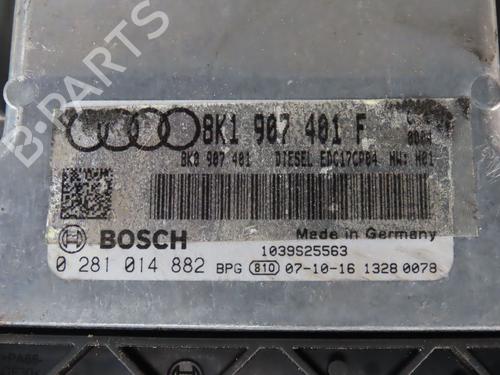 8K1 907 401 F
8K0 907 401 DIESEL EDC17CP04 HW: H01
Made in Germany
BOSCH
1039S25563
0 281 014 882 BPG 810 07-10-16 1328 0078
B-PARTS